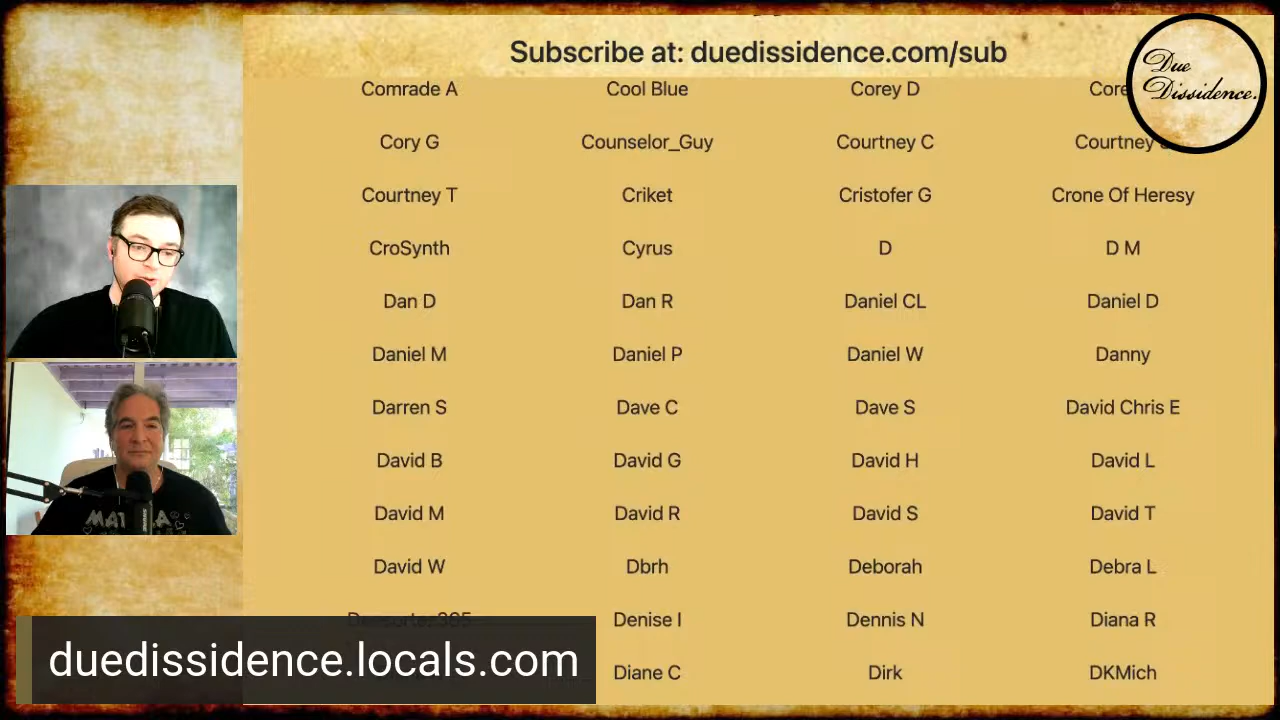 Subscribe at: duedissidence.com/sub
Due
Dissidence.
Comrade A Cool Blue Corey D
Cory G Counselor_Guy Courtney C Courtney
Courtney T Criket Cristofer G Crone Of Heresy
CroSynth Cyrus D D M
Dan D Dan R Daniel CL Daniel D
Daniel M Daniel P Daniel W Danny
Darren S Dave C Dave S David Chris E
David B David G David H David L
David M David R David S David T
David W Dbrh Deborah Debra L
Denise I Dennis N Diana R
duedissidence.locals.com
Diane C Dirk DKMich